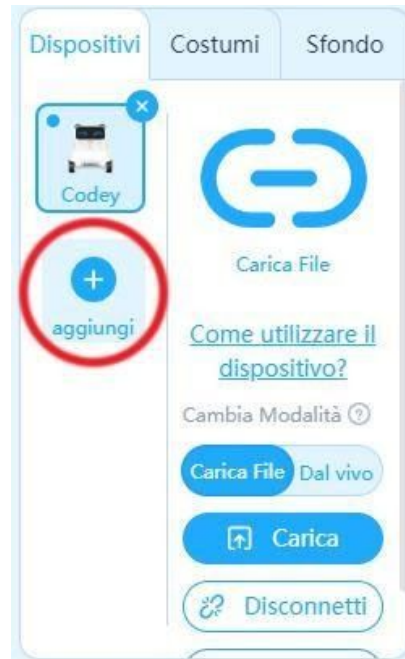 Dispositivi Costumi Sfondo
Codey
aggiungi
Carica File
Come utilizzare il
dispositivo?
Cambia Modalità ?
Carica File Dal vivo
Carica
Disconnetti